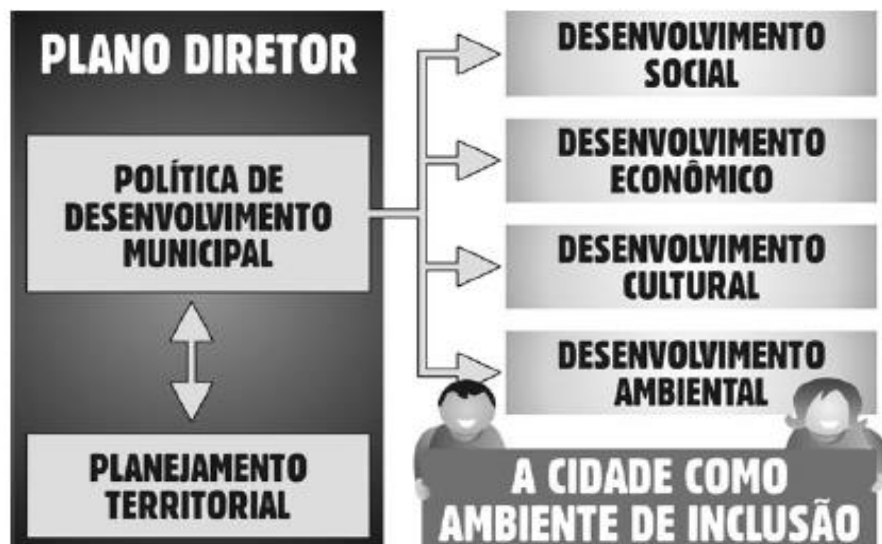 PLANO DIRETOR
POLÍTICA DE
DESENVOLVIMENTO
MUNICIPAL
PLANEJAMENTO
TERRITORIAL
DESENVOLVIMENTO
SOCIAL
DESENVOLVIMENTO
ECONÔMICO
DESENVOLVIMENTO
CULTURAL
DESENVOLVIMENTO
AMBIENTAL
A CIDADE COMO
AMBIENTE DE INCLUSÃO